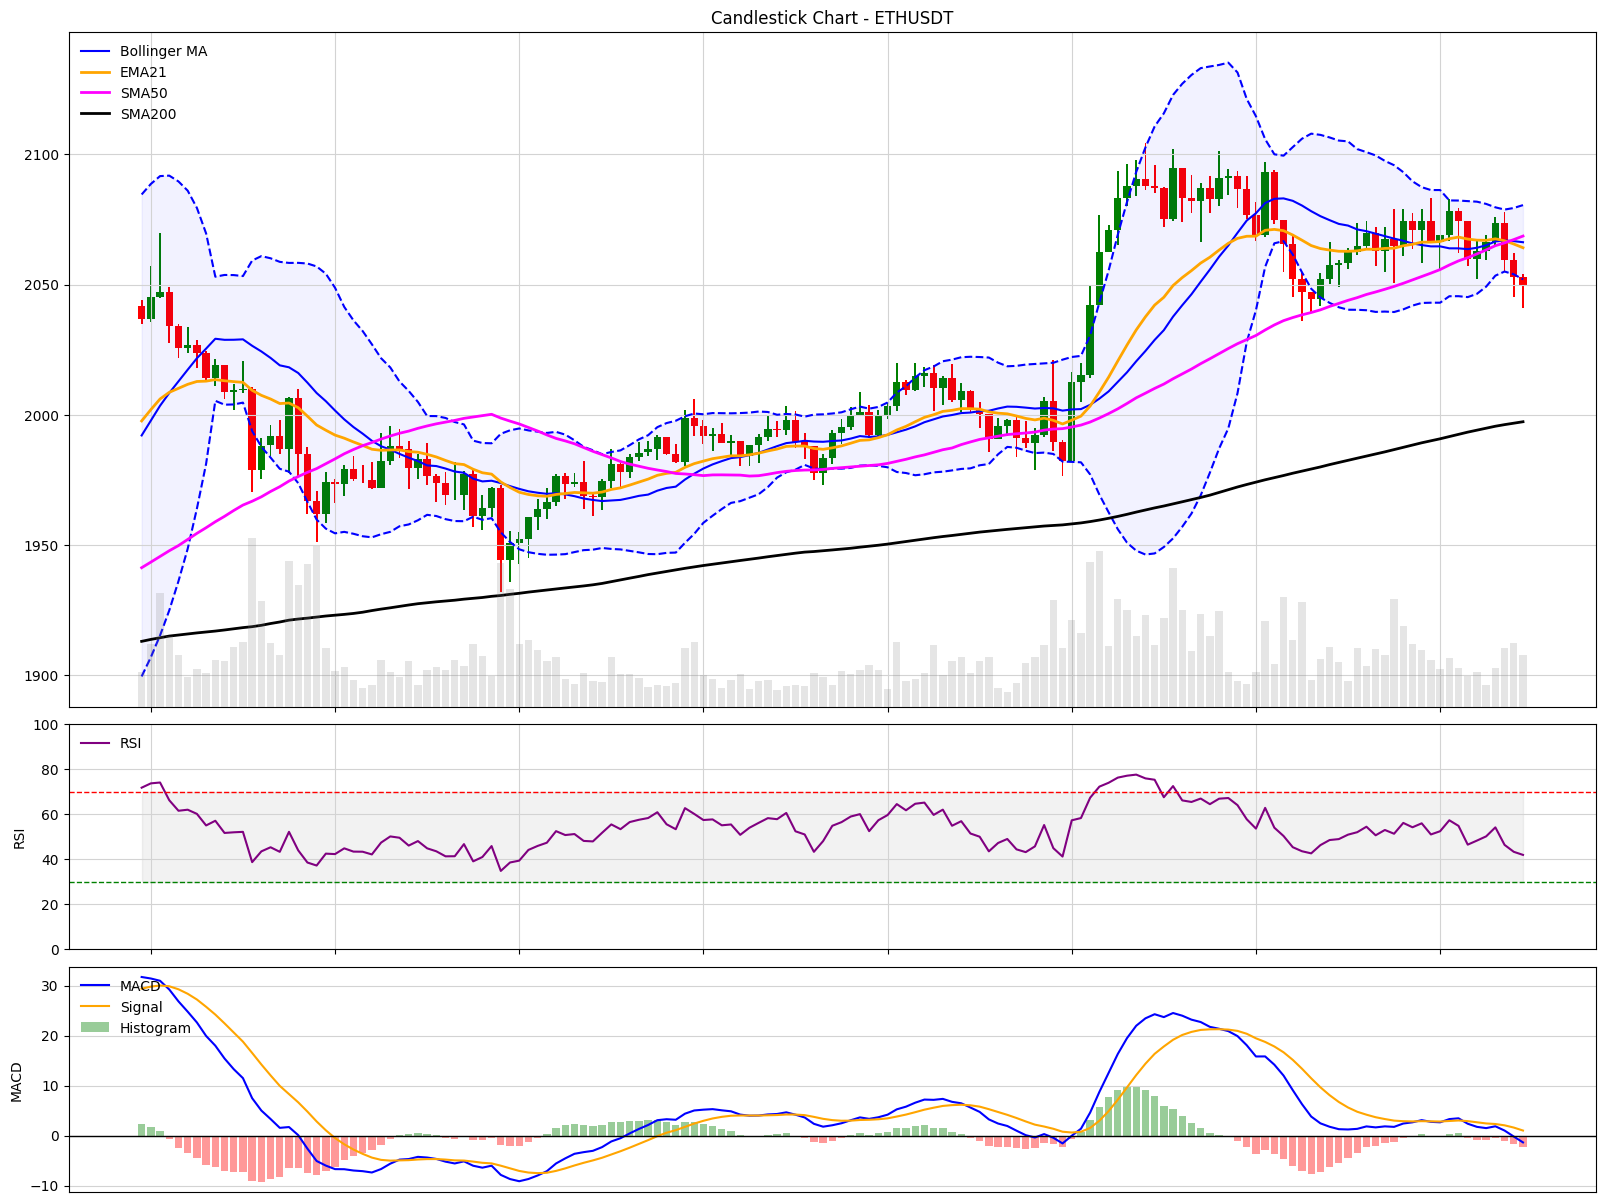 Candlestick Chart - ETHUSDT
Bollinger MA
EMA21
SMA50
SMA200
2100
2050
2000
1950
1900
100
80
60
40
20
0
RSI
RSI
30
20
10
0
−10
MACD
MACD
Signal
Histogram